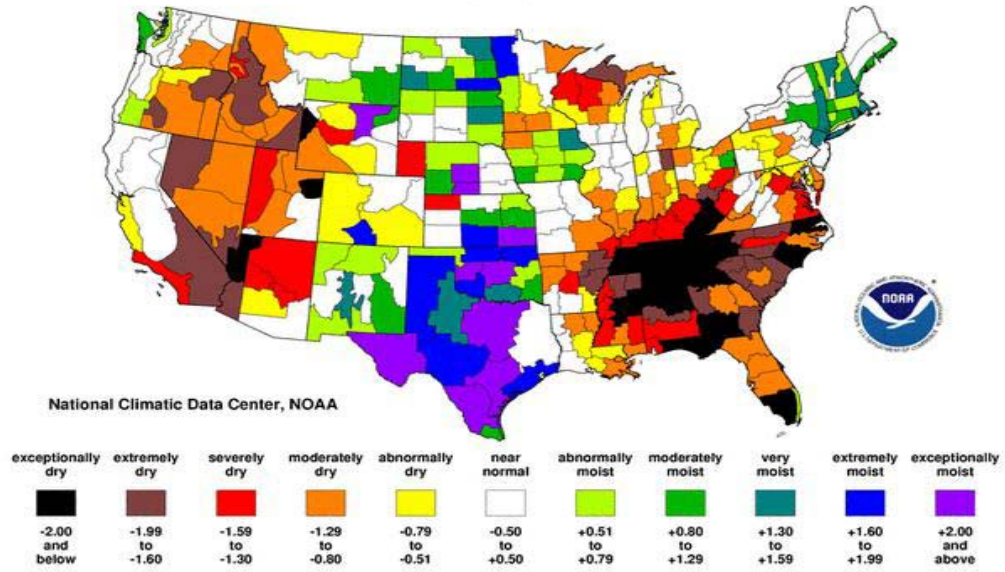 NOAA
National Climatic Data Center, NOAA
exceptionally dry
extremely dry
severely dry
moderately dry
abnormally dry
near normal
abnormally moist
moderately moist
very moist
extremely moist
exceptionally moist
-2.00 and below
-1.99 to -1.60
-1.59 to -1.30
-1.29 to -0.80
-0.79 to -0.51
-0.50 to +0.50
+0.51 to +0.79
+0.80 to +1.29
+1.30 to +1.59
+1.60 to +1.99
+2.00 and above